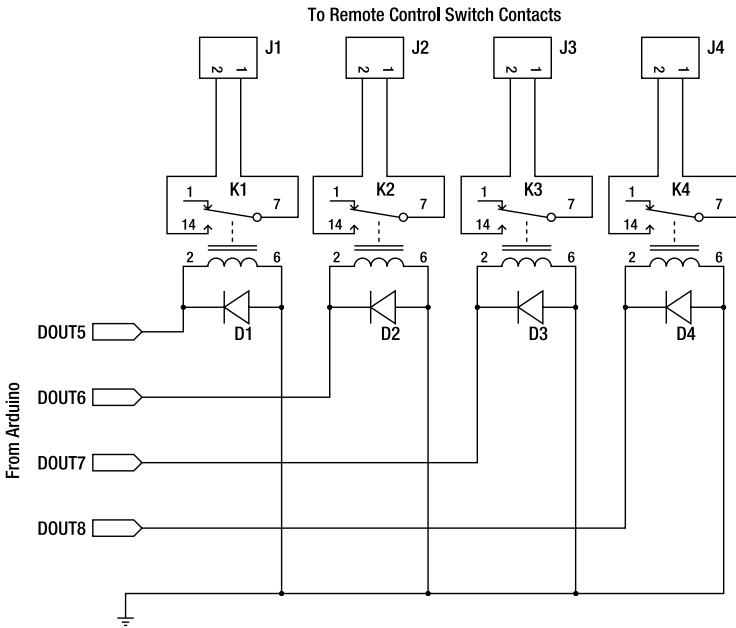 To Remote Control Switch Contacts
J1 J2 J3 J4
2 1 2 1 2 1 2 1
1 K1 7 1 K2 7 1 K3 7 1 K4 7
14 14 14 14
2 6 2 6 2 6 2 6
D1 D2 D3 D4
From Arduino
DOUT5
DOUT6
DOUT7
DOUT8